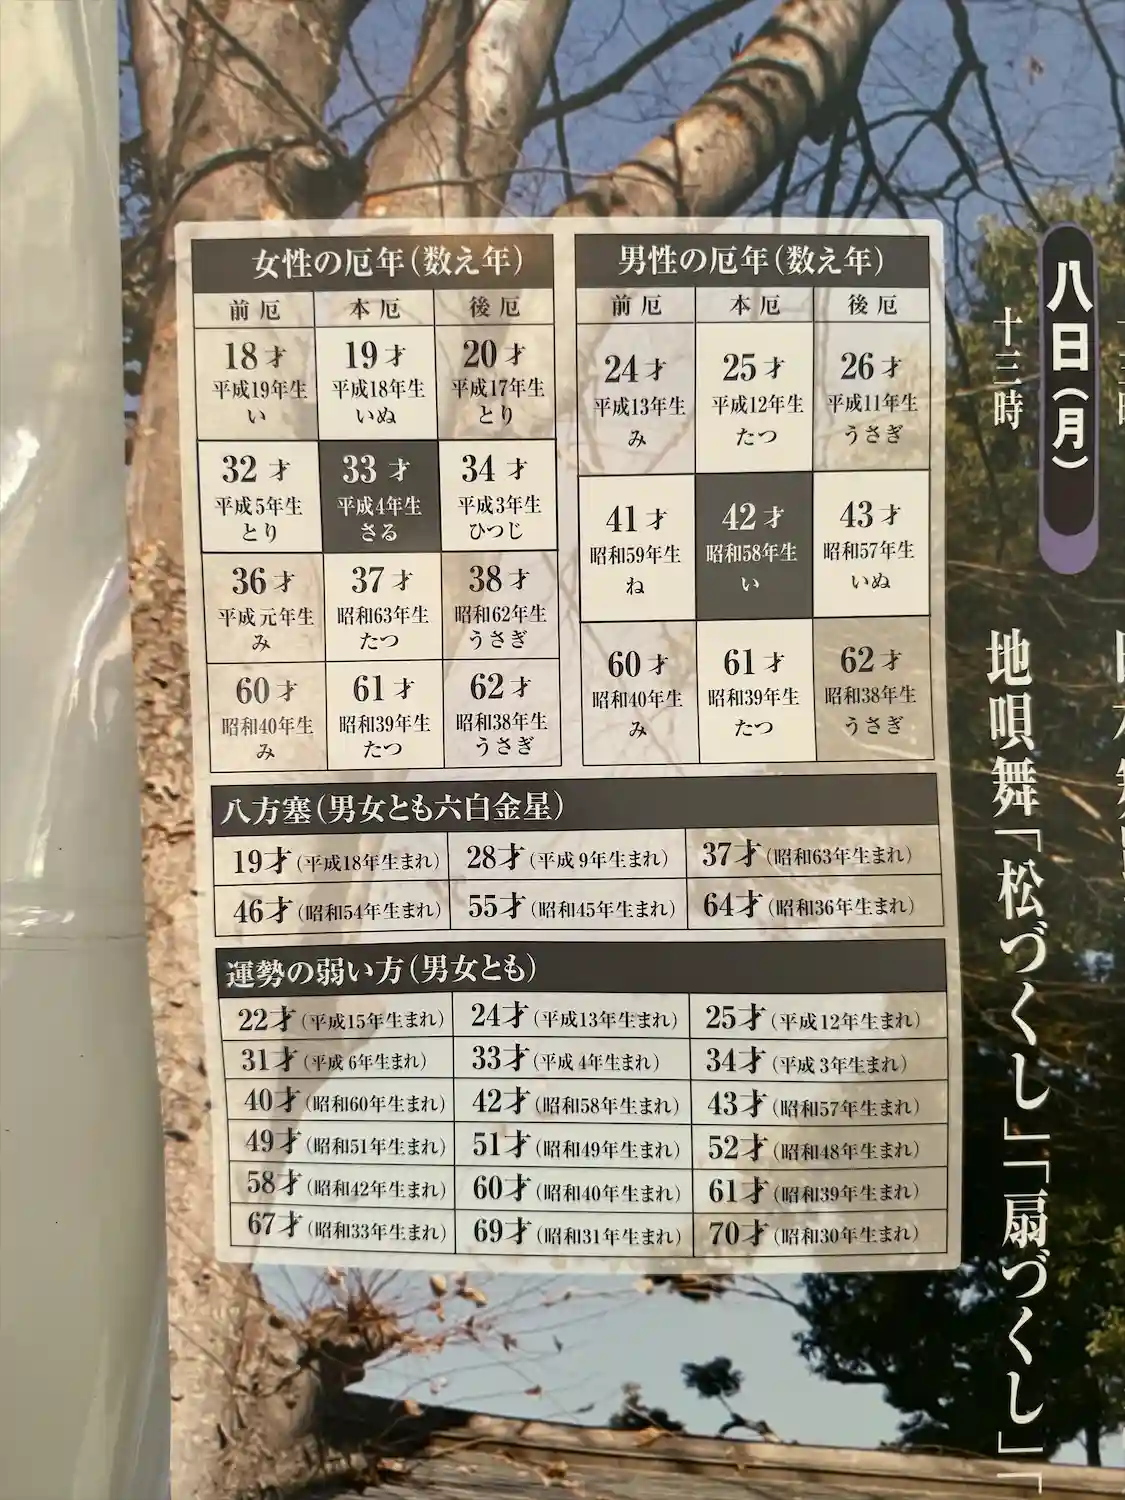 八日（月）
十三時
地唄舞「松づくし」「扇づくし」「
女性の厄年（数え年）
前厄 本厄 後厄
18才 19才 20才
平成19年生 平成18年生 平成17年生
い いぬ とり
32才 33才 34才
平成5年生 平成4年生 平成3年生
とり さる ひつじ
36才 37才 38才
平成元年生 昭和63年生 昭和62年生
み たつ うさぎ
60才 61才 62才
昭和40年生 昭和39年生 昭和38年生
み たつ うさぎ
男性の厄年（数え年）
前厄 本厄 後厄
24才 25才 26才
平成13年生 平成12年生 平成11年生
み たつ うさぎ
41才 42才 43才
昭和59年生 昭和58年生 昭和57年生
ね い いぬ
60才 61才 62才
昭和40年生 昭和39年生 昭和38年生
み たつ うさぎ
八方塞（男女とも六白金星）
19才（平成18年生まれ） 28才（平成9年生まれ） 37才（昭和63年生まれ）
46才（昭和54年生まれ） 55才（昭和45年生まれ） 64才（昭和36年生まれ）
運勢の弱い方（男女とも）
22才（平成15年生まれ） 24才（平成13年生まれ） 25才（平成12年生まれ）
31才（平成6年生まれ） 33才（平成4年生まれ） 34才（平成3年生まれ）
40才（昭和60年生まれ） 42才（昭和58年生まれ） 43才（昭和57年生まれ）
49才（昭和51年生まれ） 51才（昭和49年生まれ） 52才（昭和48年生まれ）
58才（昭和42年生まれ） 60才（昭和40年生まれ） 61才（昭和39年生まれ）
67才（昭和33年生まれ） 69才（昭和31年生まれ） 70才（昭和30年生まれ）